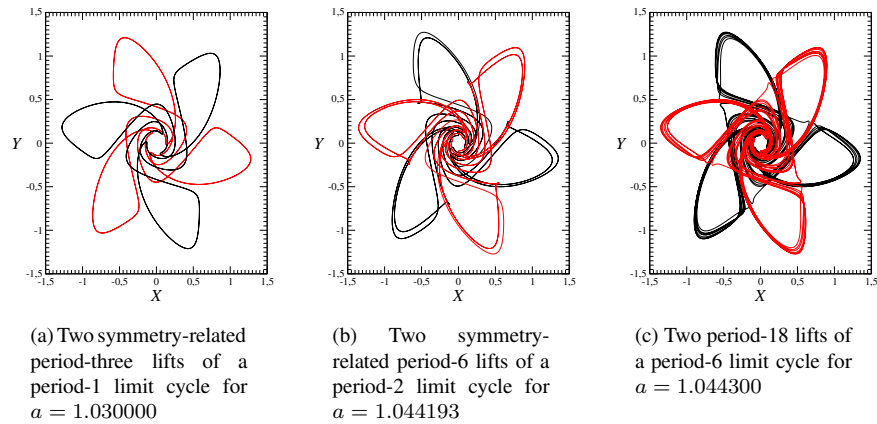 1,5
1
0,5
Y 0
-0,5
-1
-1,5
-1,5 -1 -0,5 0 0,5 1 1,5
X
1,5
1
0,5
Y 0
-0,5
-1
-1,5
-1,5 -1 -0,5 0 0,5 1 1,5
X
1,5
1
0,5
Y 0
-0,5
-1
-1,5
-1,5 -1 -0,5 0 0,5 1 1,5
X
(a) Two symmetry-related
period-three lifts of a
period-1 limit cycle for
a = 1.030000
(b) Two symmetry-
related period-6 lifts of a
period-2 limit cycle for
a = 1.044193
(c) Two period-18 lifts of
a period-6 limit cycle for
a = 1.044300